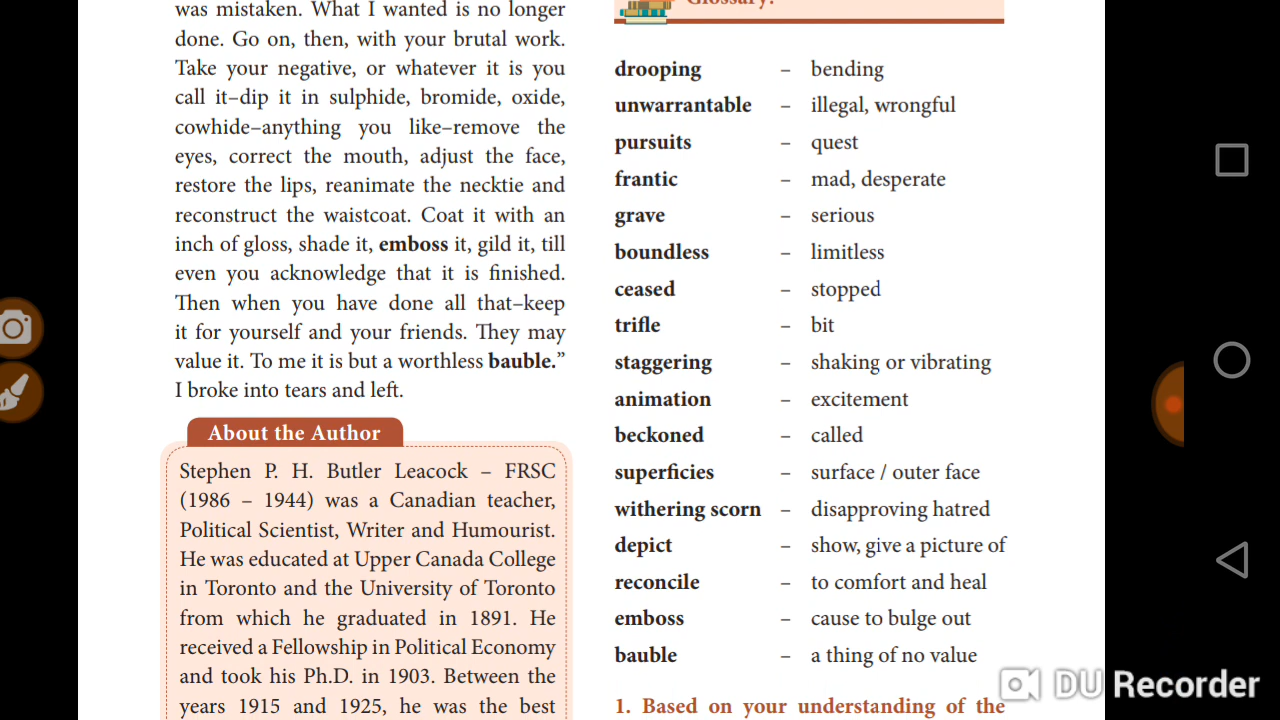 was mistaken. What I wanted is no longer
done. Go on, then, with your brutal work.
Take your negative, or whatever it is you
call it–dip it in sulphide, bromide, oxide,
cowhide–anything you like–remove the
eyes, correct the mouth, adjust the face,
restore the lips, reanimate the necktie and
reconstruct the waistcoat. Coat it with an
inch of gloss, shade it, emboss it, gild it, till
even you acknowledge that it is finished.
Then when you have done all that–keep
it for yourself and your friends. They may
value it. To me it is but a worthless bauble.”
I broke into tears and left.
About the Author
Stephen P. H. Butler Leacock – FRSC
(1986 – 1944) was a Canadian teacher,
Political Scientist, Writer and Humourist.
He was educated at Upper Canada College
in Toronto and the University of Toronto
from which he graduated in 1891. He
received a Fellowship in Political Economy
and took his Ph.D. in 1903. Between the
years 1915 and 1925, he was the best
Glossary:
drooping – bending
unwarrantable – illegal, wrongful
pursuits – quest
frantic – mad, desperate
grave – serious
boundless – limitless
ceased – stopped
trifle – bit
staggering – shaking or vibrating
animation – excitement
beckoned – called
superficies – surface / outer face
withering scorn – disapproving hatred
depict – show, give a picture of
reconcile – to comfort and heal
emboss – cause to bulge out
bauble – a thing of no value
1. Based on your understanding of the
DU Recorder